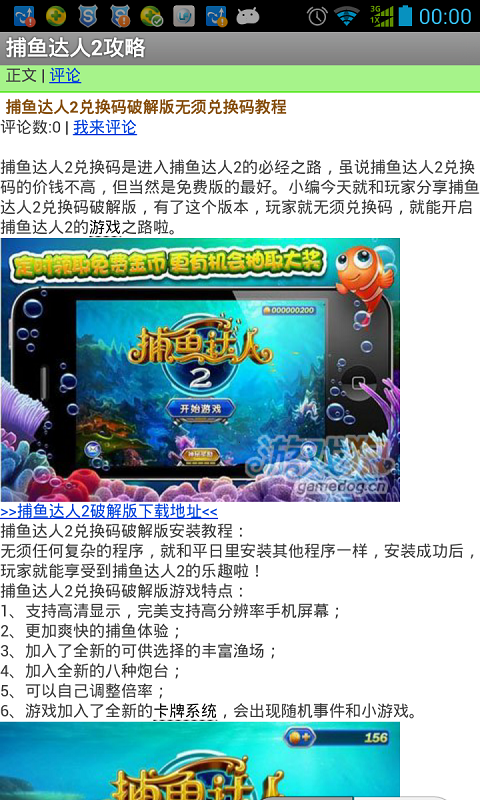 3G
1X
00:00
捕鱼达人2攻略
正文 | 评论
捕鱼达人2兑换码破解版无须兑换码教程
评论数:0 | 我来评论
捕鱼达人2兑换码是进入捕鱼达人2的必经之路，虽说捕鱼达人2兑换
码的价钱不高，但当然是免费版的最好。小编今天就和玩家分享捕鱼
达人2兑换码破解版，有了这个版本，玩家就无须兑换码，就能开启
捕鱼达人2的游戏之路啦。
定时领取免费金币 更有机会抽取大奖
000000200
捕鱼达人
2
开始游戏
神秘奖励
游戏狗
gamedog.cn
>>捕鱼达人2破解版下载地址<<
捕鱼达人2兑换码破解版安装教程：
无须任何复杂的程序，就和平日里安装其他程序一样，安装成功后，
玩家就能享受到捕鱼达人2的乐趣啦！
捕鱼达人2兑换码破解版游戏特点：
1、支持高清显示，完美支持高分辨率手机屏幕；
2、更加爽快的捕鱼体验；
3、加入了全新的可供选择的丰富渔场；
4、加入全新的八种炮台；
5、可以自己调整倍率；
6、游戏加入了全新的卡牌系统，会出现随机事件和小游戏。
156
捕鱼达人